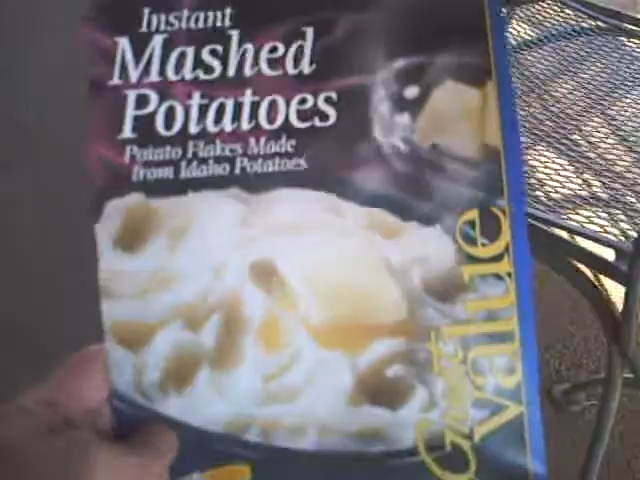 Instant
Mashed
Potatoes
Potato Flakes Made
from Idaho Potatoes
Great
value